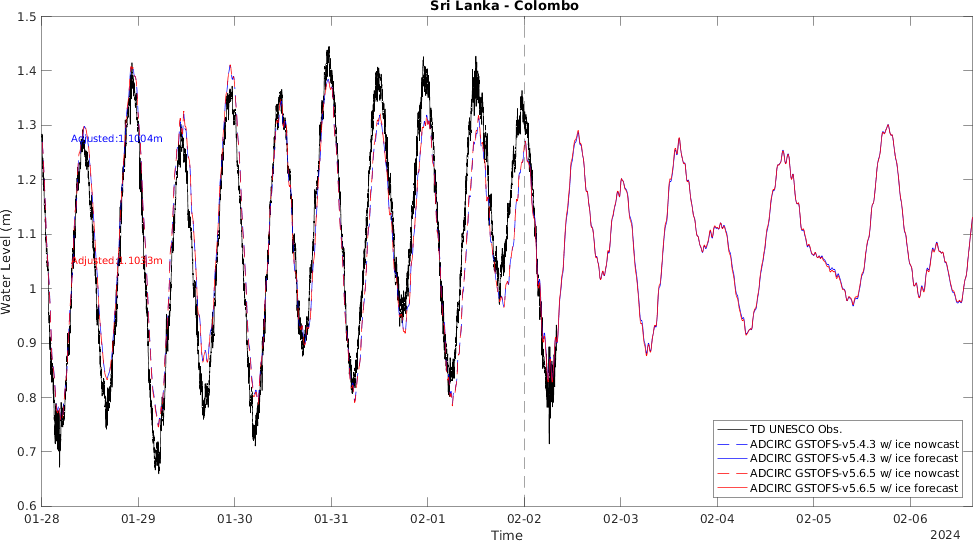 Sri Lanka - Colombo
1.5
1.4
1.3
1.2
1.1
1
0.9
0.8
0.7
0.6
Water Level (m)
Adjusted:1.1004m
Adjusted:1.1033m
TD UNESCO Obs.
ADCIRC GSTOFS-v5.4.3 w/ ice nowcast
ADCIRC GSTOFS-v5.4.3 w/ ice forecast
ADCIRC GSTOFS-v5.6.5 w/ ice nowcast
ADCIRC GSTOFS-v5.6.5 w/ ice forecast
01-28 01-29 01-30 01-31 02-01 02-02 02-03 02-04 02-05 02-06
Time
2024